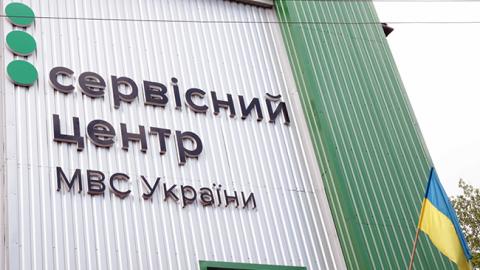 сервісний
центр
МВС України